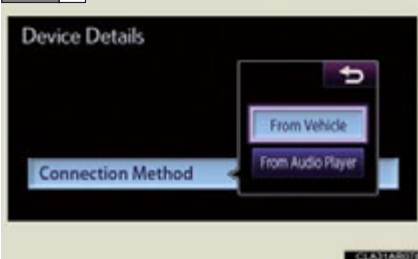 Device Details
From Vehicle
From Audio Player
Connection Method